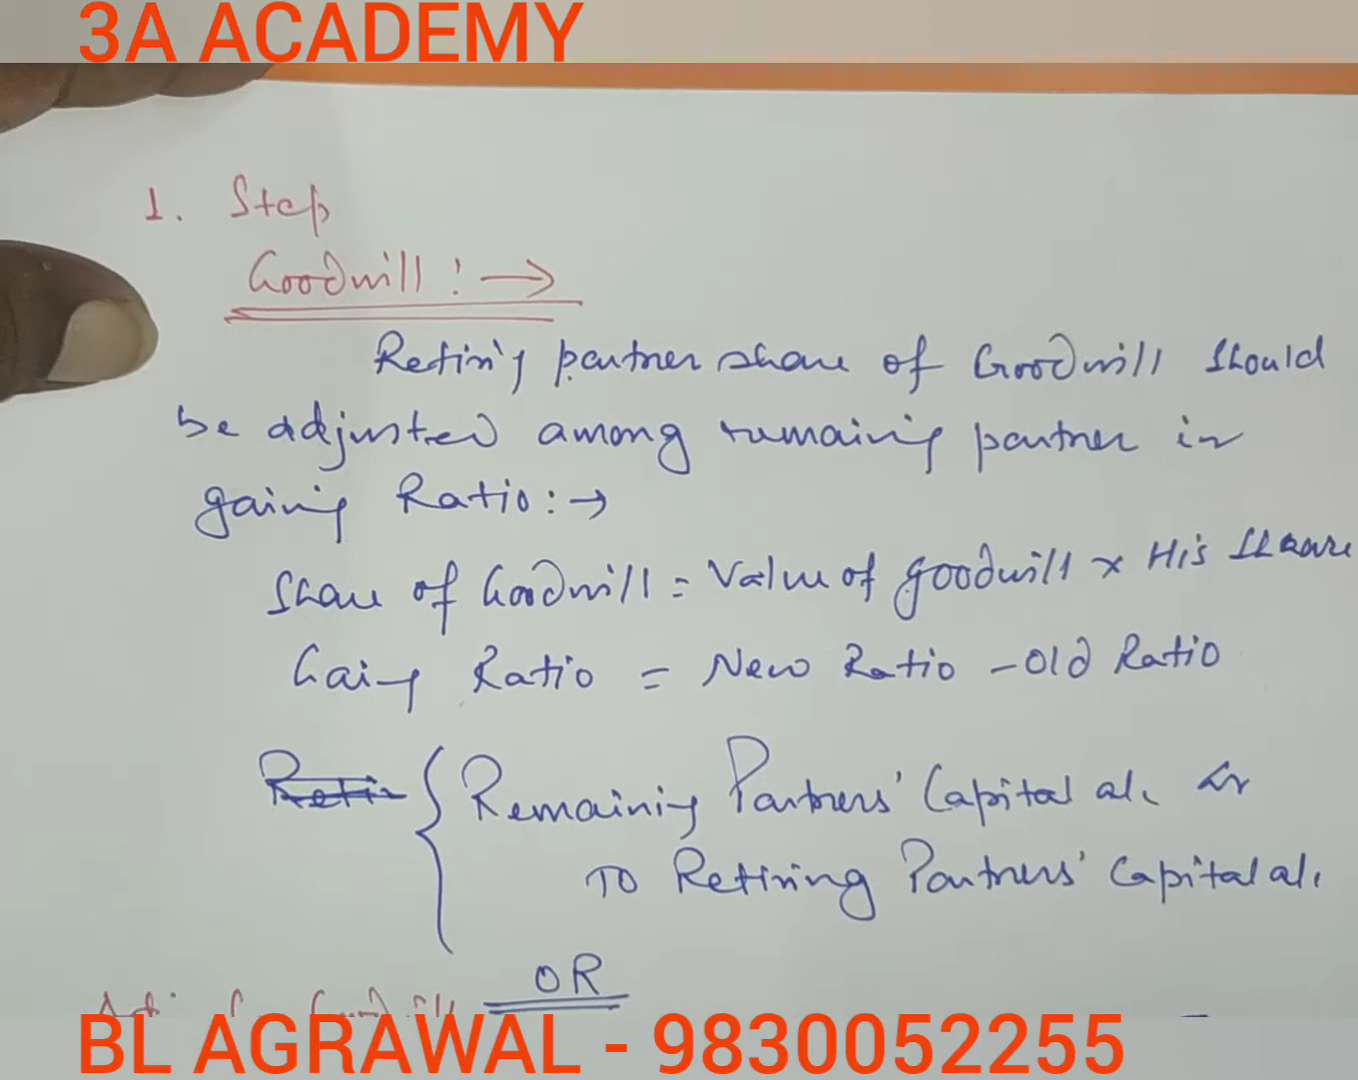 3A ACADEMY
1. Step
Goodwill :→
Retiring partner share of Goodwill should
be adjusted among remaining partner in
gaining Ratio :→
Share of Goodwill = Value of goodwill × His Share
Gaing Ratio = New Ratio - Old Ratio
Retir { Remaining Partners' Capital a/c Dr
To Retiring Partners' Capital a/c
OR
BL AGRAWAL - 9830052255